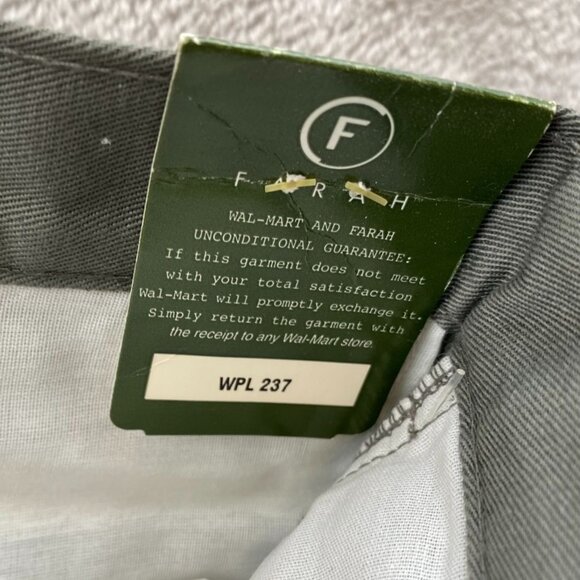 F
FARAH
WAL-MART AND FARAH
UNCONDITIONAL GUARANTEE:
If this garment does not meet
with your total satisfaction
Wal-Mart will promptly exchange it.
Simply return the garment with
the receipt to any Wal-Mart store.
WPL 237